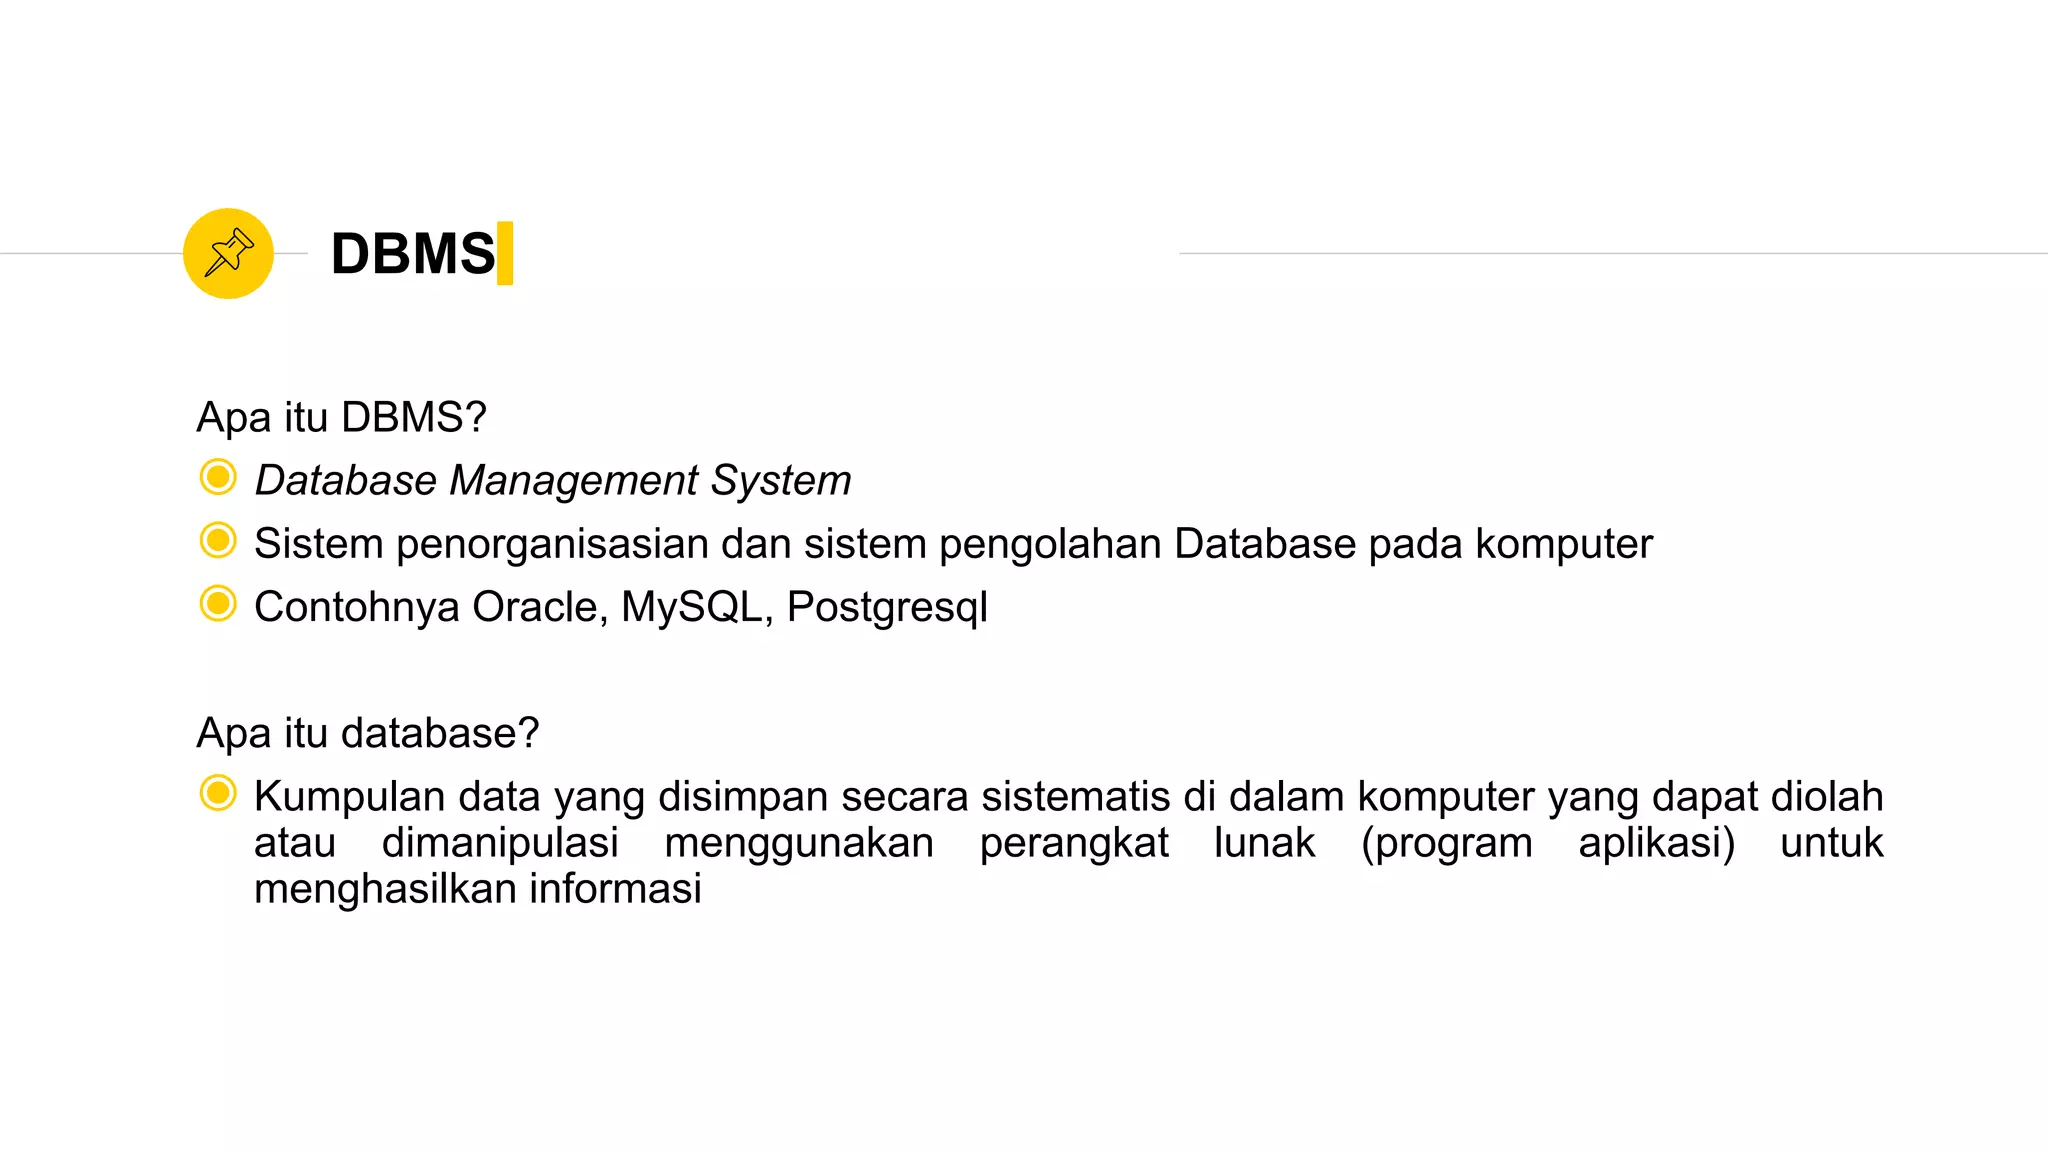 DBMS
Apa itu DBMS?
Database Management System
Sistem penorganisasian dan sistem pengolahan Database pada komputer
Contohnya Oracle, MySQL, Postgresql
Apa itu database?
Kumpulan data yang disimpan secara sistematis di dalam komputer yang dapat diolah
atau dimanipulasi menggunakan perangkat lunak (program aplikasi) untuk
menghasilkan informasi